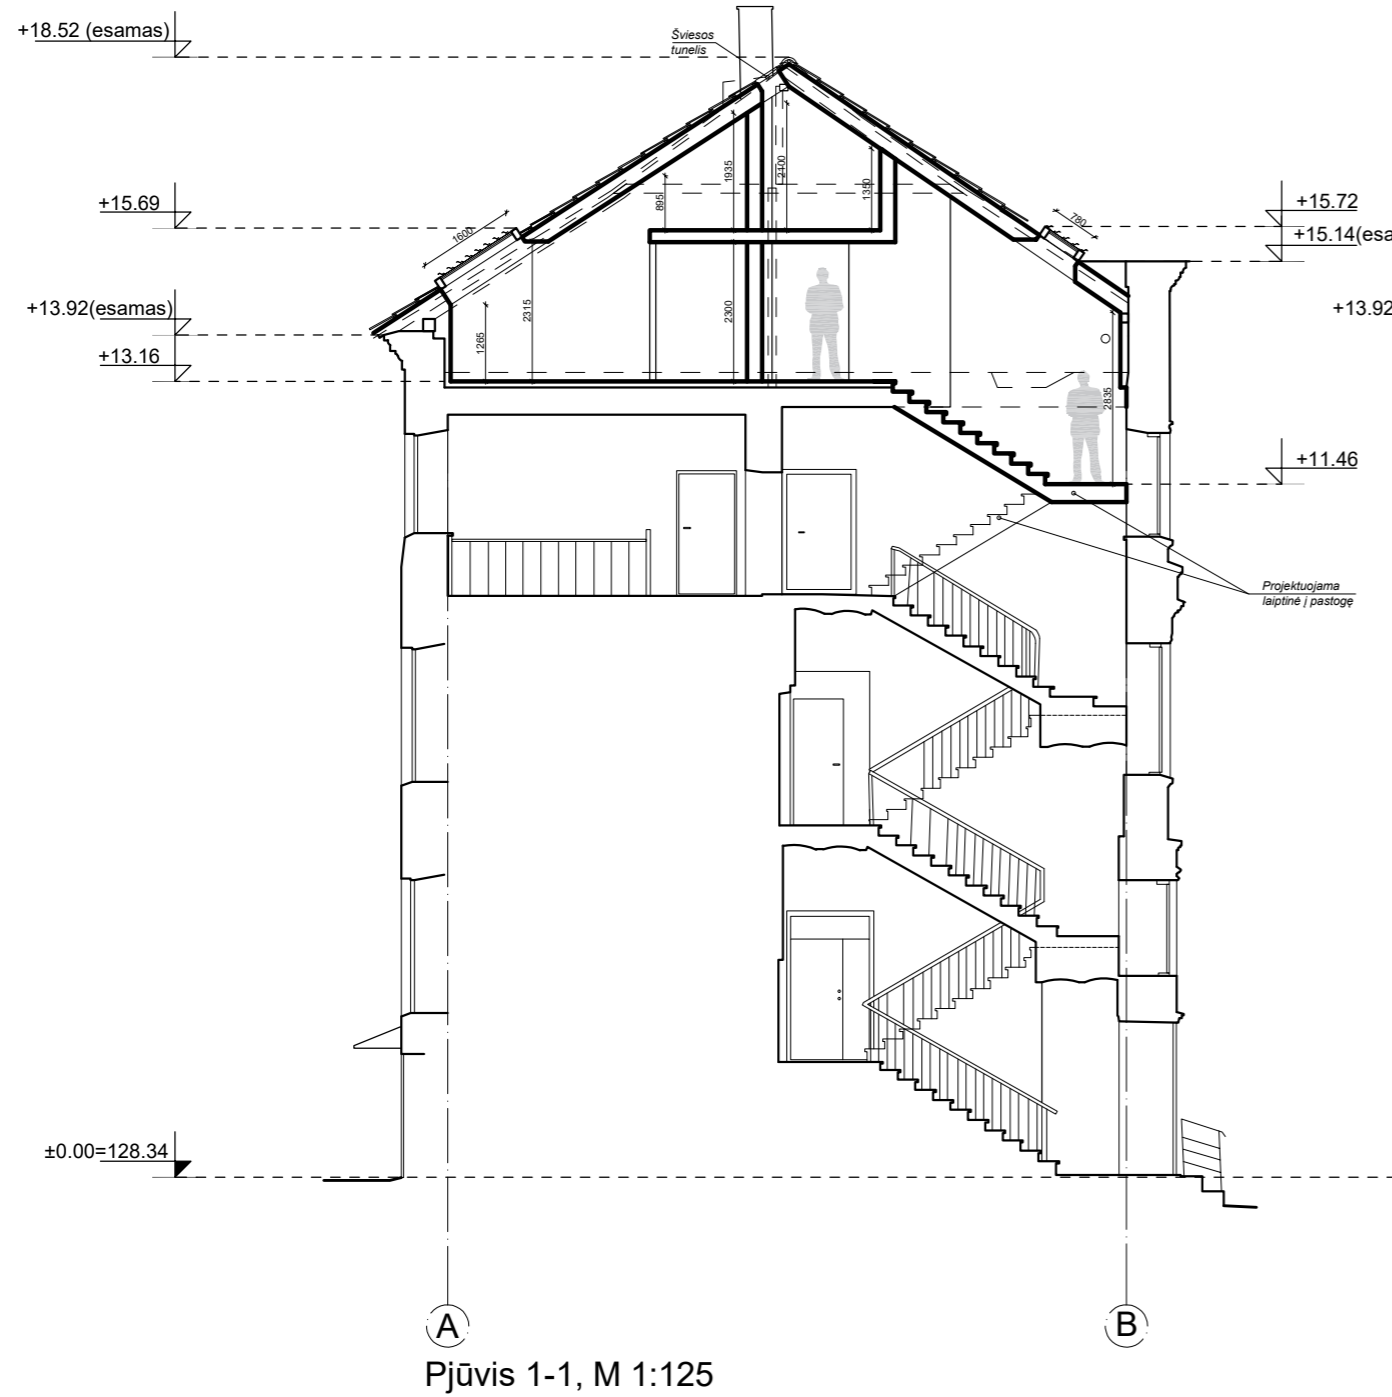 +18.52 (esamas)
Šviesos
tunelis
+15.69
+15.72
+15.14(esa
1600
780
895
1935
2100
1350
+13.92(esamas)
+13.92
2315
1265
2300
2835
+13.16
+11.46
Projektuojama
laiptinė į pastogę
±0.00=128.34
A
B
Pjūvis 1-1, M 1:125